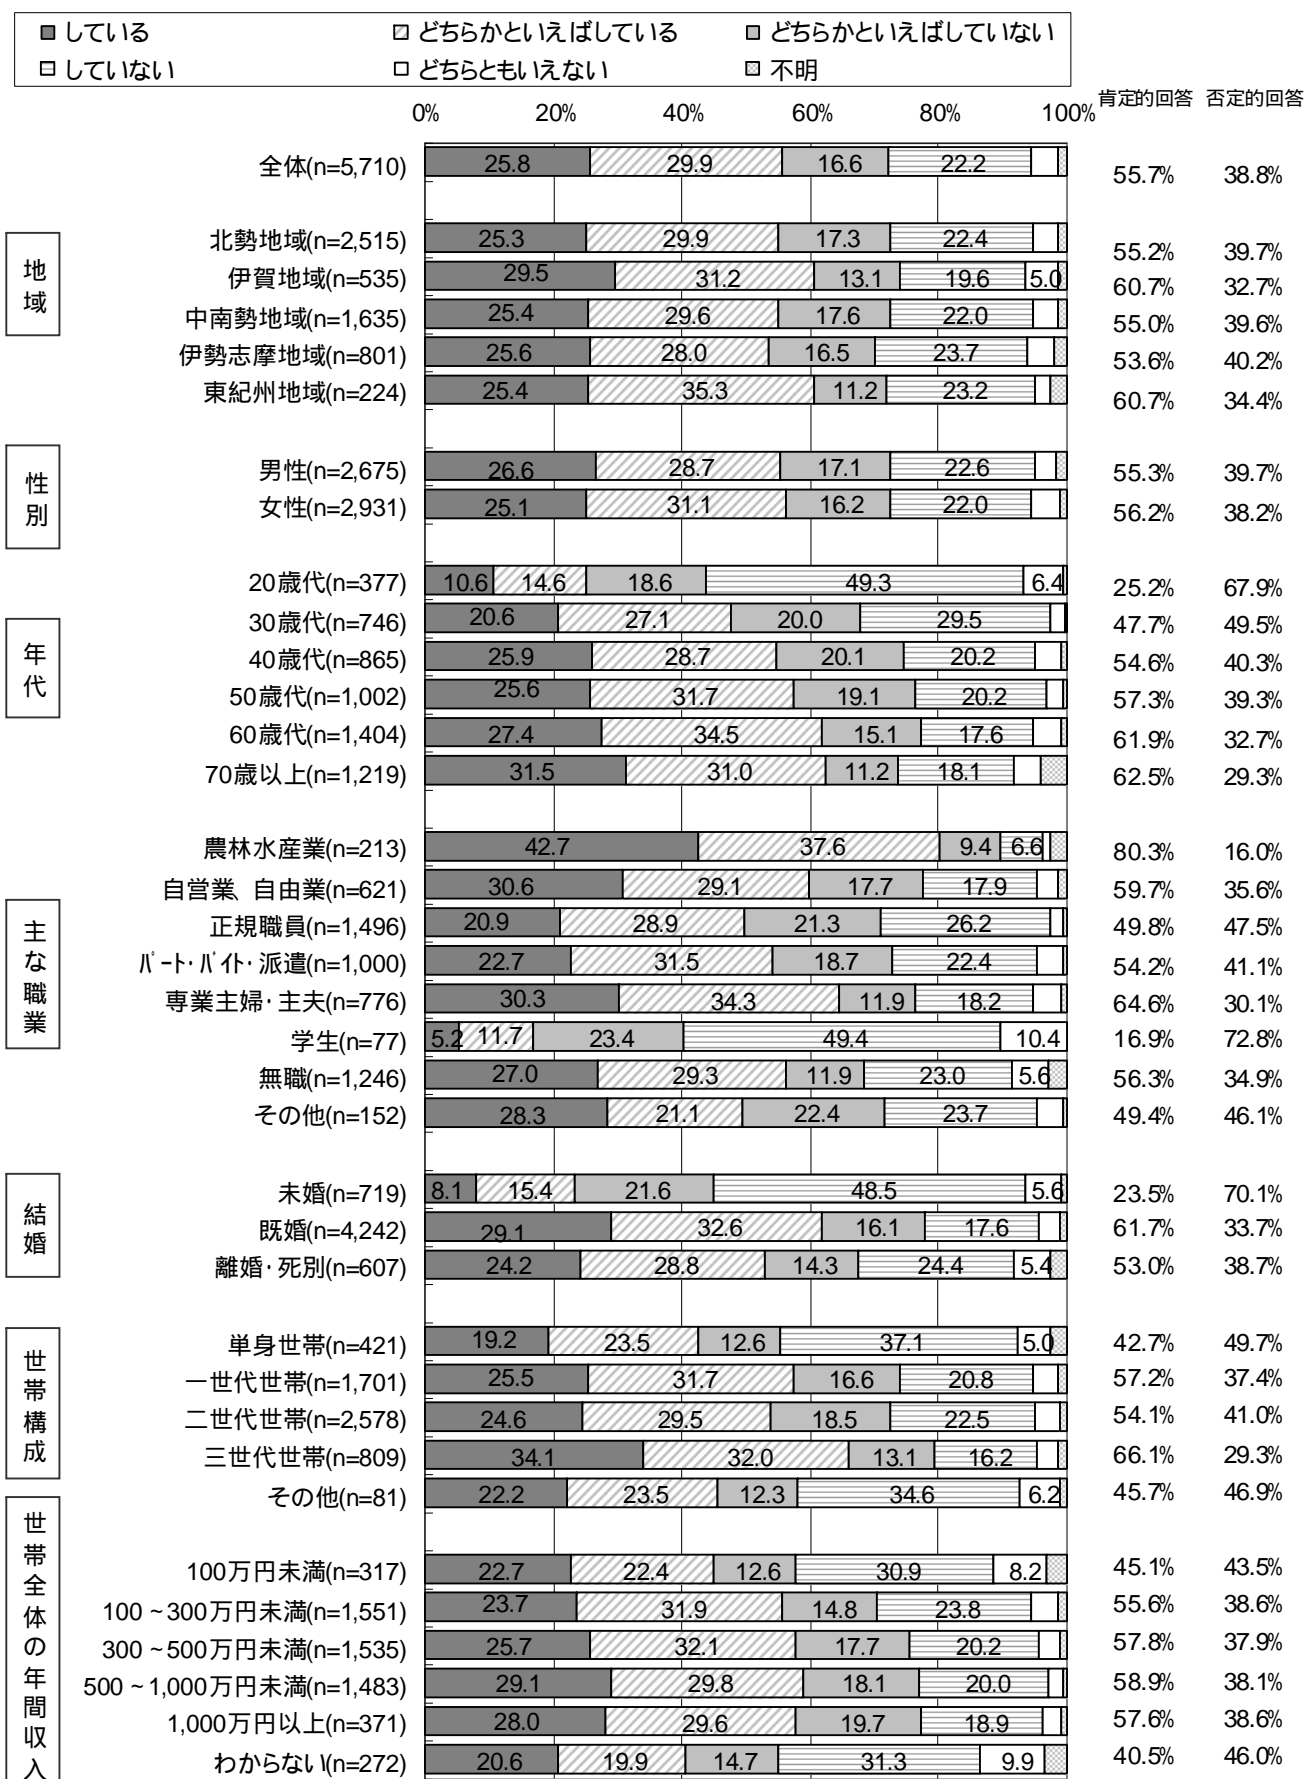 している どちらかといえばしている どちらかといえばしていない
していない どちらともいえない 不明
肯定的回答 否定的回答
0% 20% 40% 60% 80% 100%
全体(n=5,710) 25.8 29.9 16.6 22.2 55.7% 38.8%
地域
北勢地域(n=2,515) 25.3 29.9 17.3 22.4 55.2% 39.7%
伊賀地域(n=535) 29.5 31.2 13.1 19.6 5.0 60.7% 32.7%
中南勢地域(n=1,635) 25.4 29.6 17.6 22.0 55.0% 39.6%
伊勢志摩地域(n=801) 25.6 28.0 16.5 23.7 53.6% 40.2%
東紀州地域(n=224) 25.4 35.3 11.2 23.2 60.7% 34.4%
性別
男性(n=2,675) 26.6 28.7 17.1 22.6 55.3% 39.7%
女性(n=2,931) 25.1 31.1 16.2 22.0 56.2% 38.2%
年代
20歳代(n=377) 10.6 14.6 18.6 49.3 6.4 25.2% 67.9%
30歳代(n=746) 20.6 27.1 20.0 29.5 47.7% 49.5%
40歳代(n=865) 25.9 28.7 20.1 20.2 54.6% 40.3%
50歳代(n=1,002) 25.6 31.7 19.1 20.2 57.3% 39.3%
60歳代(n=1,404) 27.4 34.5 15.1 17.6 61.9% 32.7%
70歳以上(n=1,219) 31.5 31.0 11.2 18.1 62.5% 29.3%
主な職業
農林水産業(n=213) 42.7 37.6 9.4 6.6 80.3% 16.0%
自営業、自由業(n=621) 30.6 29.1 17.7 17.9 59.7% 35.6%
正規職員(n=1,496) 20.9 28.9 21.3 26.2 49.8% 47.5%
ﾊﾟｰﾄ・ﾊﾞｲﾄ・派遣(n=1,000) 22.7 31.5 18.7 22.4 54.2% 41.1%
専業主婦・主夫(n=776) 30.3 34.3 11.9 18.2 64.6% 30.1%
学生(n=77) 5.2 11.7 23.4 49.4 10.4 16.9% 72.8%
無職(n=1,246) 27.0 29.3 11.9 23.0 5.6 56.3% 34.9%
その他(n=152) 28.3 21.1 22.4 23.7 49.4% 46.1%
結婚
未婚(n=719) 8.1 15.4 21.6 48.5 5.6 23.5% 70.1%
既婚(n=4,242) 29.1 32.6 16.1 17.6 61.7% 33.7%
離婚・死別(n=607) 24.2 28.8 14.3 24.4 5.4 53.0% 38.7%
世帯構成
単身世帯(n=421) 19.2 23.5 12.6 37.1 5.0 42.7% 49.7%
一世代世帯(n=1,701) 25.5 31.7 16.6 20.8 57.2% 37.4%
二世代世帯(n=2,578) 24.6 29.5 18.5 22.5 54.1% 41.0%
三世代世帯(n=809) 34.1 32.0 13.1 16.2 66.1% 29.3%
その他(n=81) 22.2 23.5 12.3 34.6 6.2 45.7% 46.9%
世帯全体の年間収入
100万円未満(n=317) 22.7 22.4 12.6 30.9 8.2 45.1% 43.5%
100~300万円未満(n=1,551) 23.7 31.9 14.8 23.8 55.6% 38.6%
300~500万円未満(n=1,535) 25.7 32.1 17.7 20.2 57.8% 37.9%
500~1,000万円未満(n=1,483) 29.1 29.8 18.1 20.0 58.9% 38.1%
1,000万円以上(n=371) 28.0 29.6 19.7 18.9 57.6% 38.6%
わからない(n=272) 20.6 19.9 14.7 31.3 9.9 40.5% 46.0%